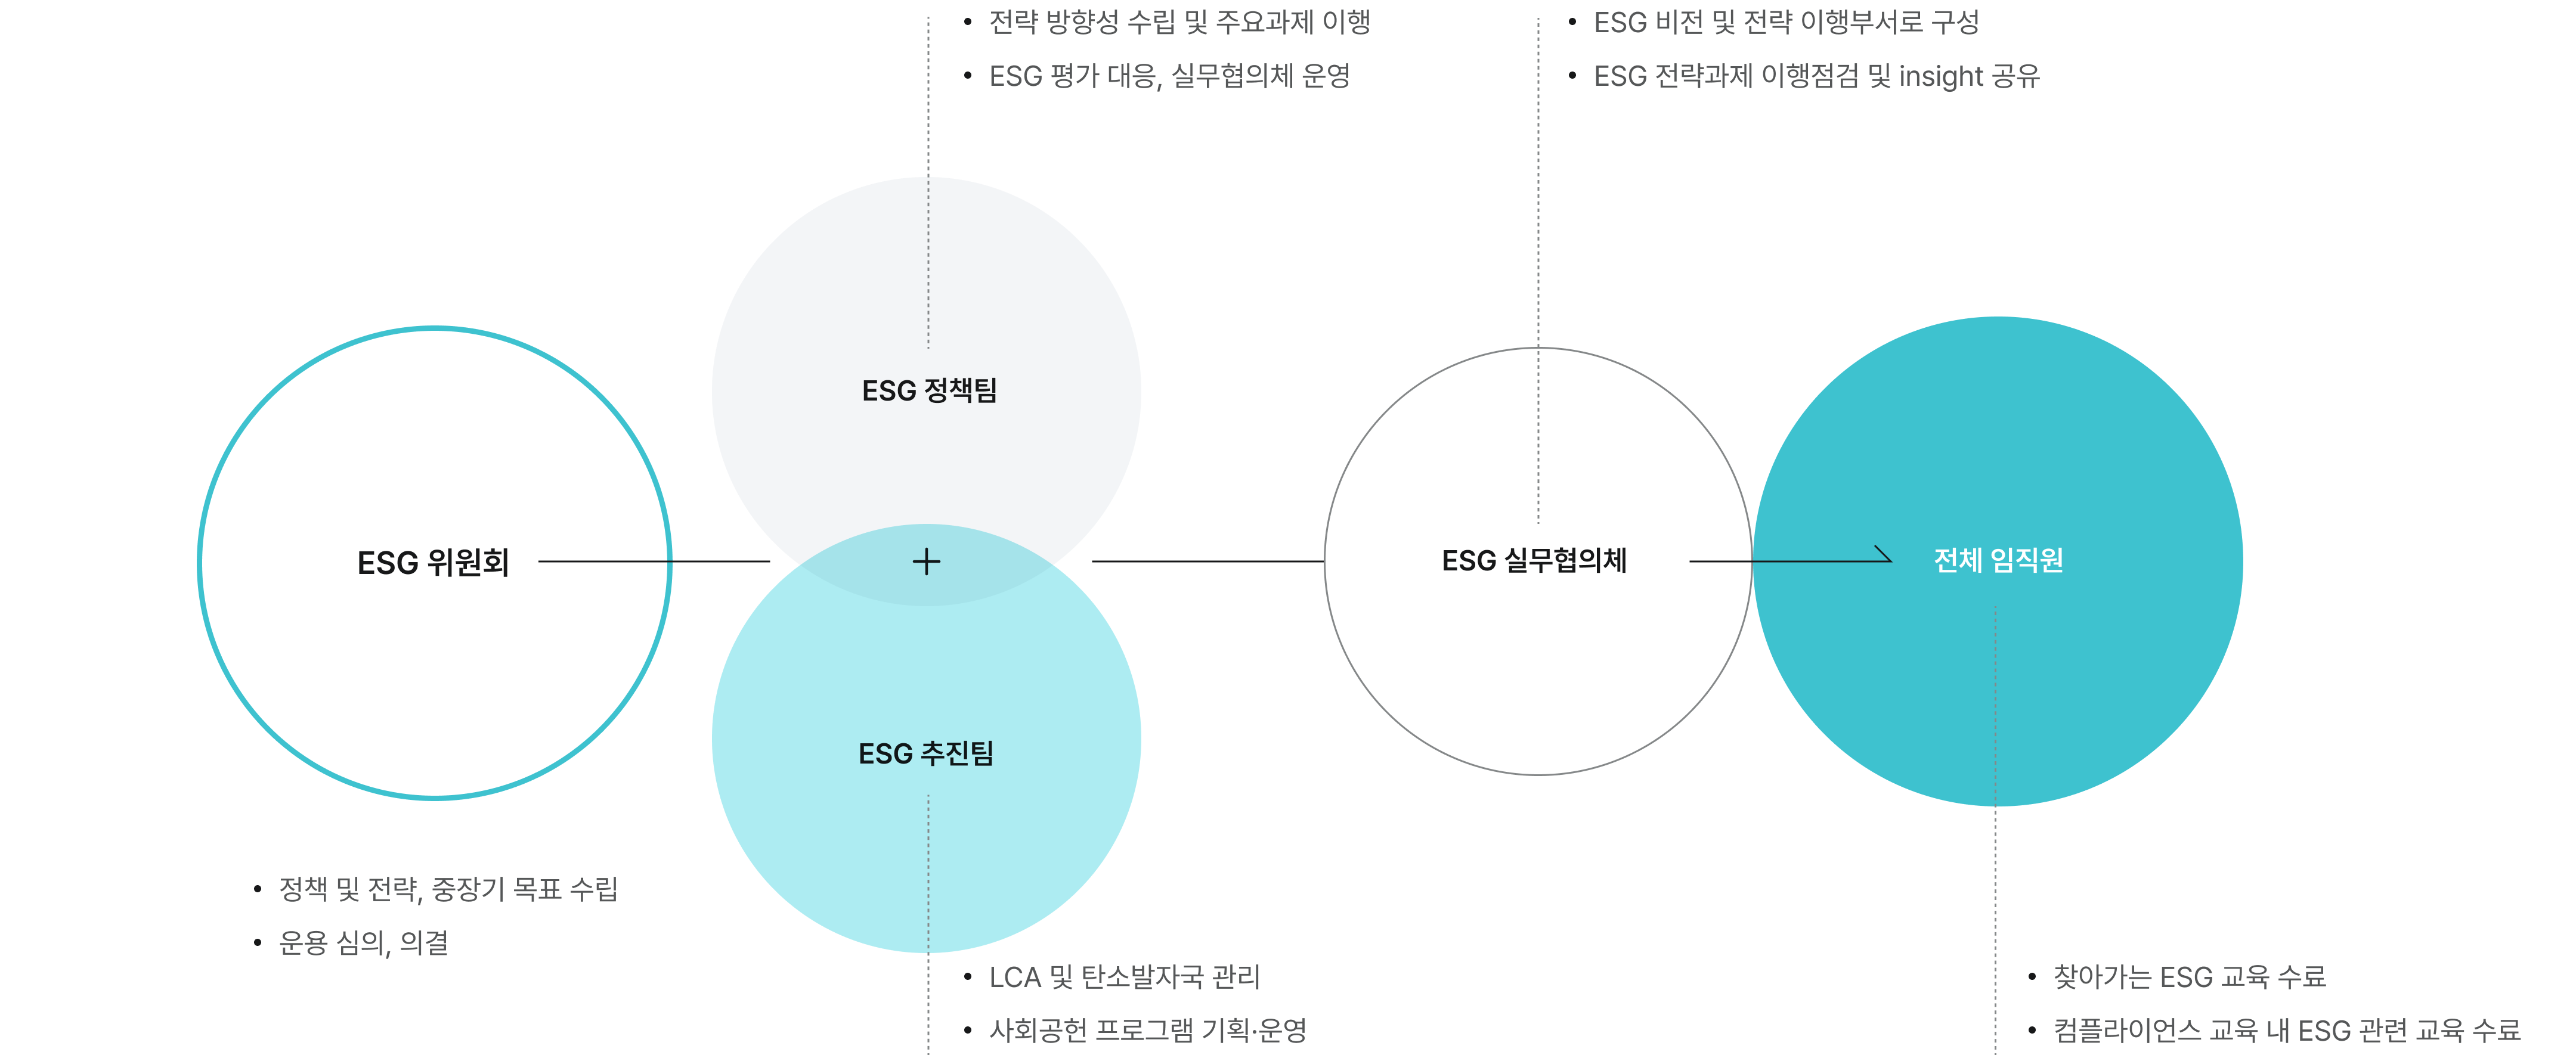 • 전략 방향성 수립 및 주요과제 이행
• ESG 평가 대응, 실무협의체 운영
• ESG 비전 및 전략 이행부서로 구성
• ESG 전략과제 이행점검 및 insight 공유
ESG 정책팀
ESG 위원회
+
ESG 실무협의체
전체 임직원
ESG 추진팀
• 정책 및 전략, 중장기 목표 수립
• 운용 심의, 의결
• LCA 및 탄소발자국 관리
• 사회공헌 프로그램 기획·운영
• 찾아가는 ESG 교육 수료
• 컴플라이언스 교육 내 ESG 관련 교육 수료